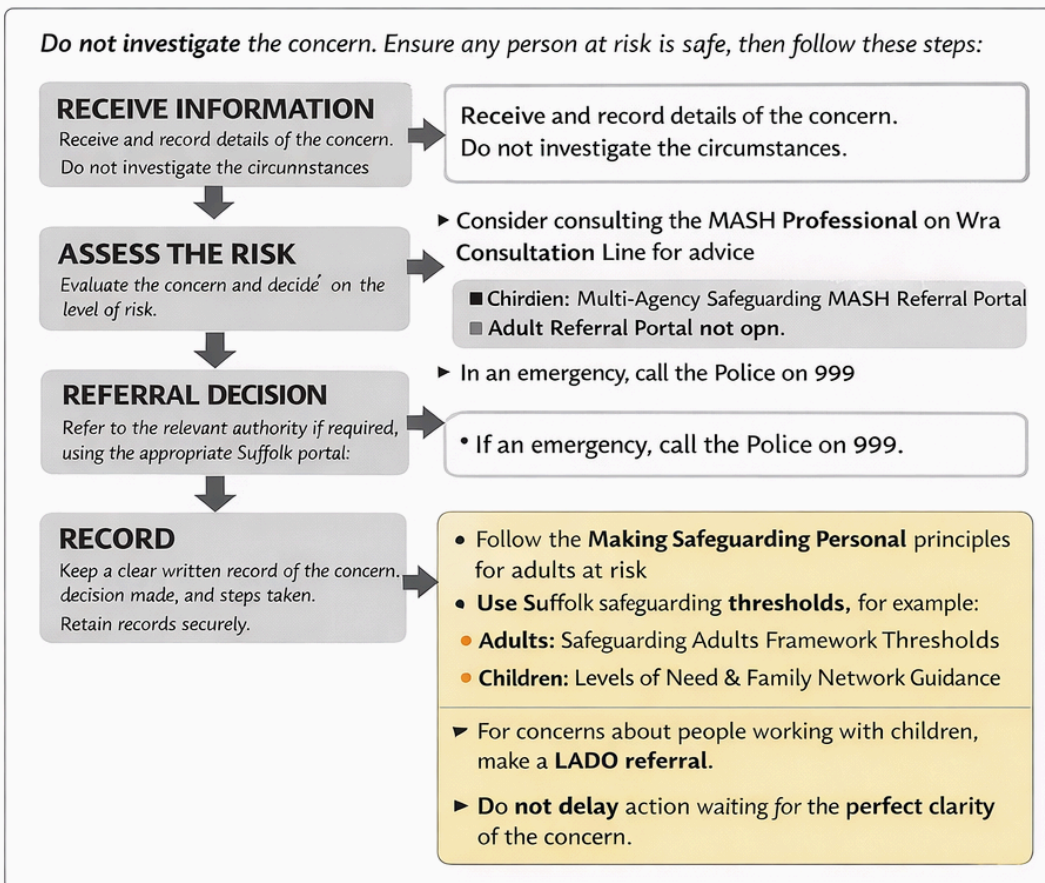 Do not investigate the concern. Ensure any person at risk is safe, then follow these steps:
RECEIVE INFORMATION
Receive and record details of the concern.
Do not investigate the circunnstances
Receive and record details of the concern.
Do not investigate the circumstances.
ASSESS THE RISK
Evaluate the concern and decidé on the
level of risk.
▸ Consider consulting the MASH Professional on Wra
Consultation Line for advice
■ Chirdien: Multi-Agency Safeguarding MASH Referral Portal
■ Adult Referral Portal not opn.
▸ In an emergency, call the Police on 999
REFERRAL DECISION
Refer to the relevant authority if required,
using the appropriate Suffolk portal:
• If an emergency, call the Police on 999.
RECORD
Keep a clear written record of the concern.
decision made, and steps taken.
Retain records securely.
• Follow the Making Safeguarding Personal principles
for adults at risk
• Use Suffolk safeguarding thresholds, for example:
• Adults: Safeguarding Adults Framework Thresholds
• Children: Levels of Need & Family Network Guidance
▸ For concerns about people working with children,
make a LADO referral.
▸ Do not delay action waiting for the perfect clarity
of the concern.